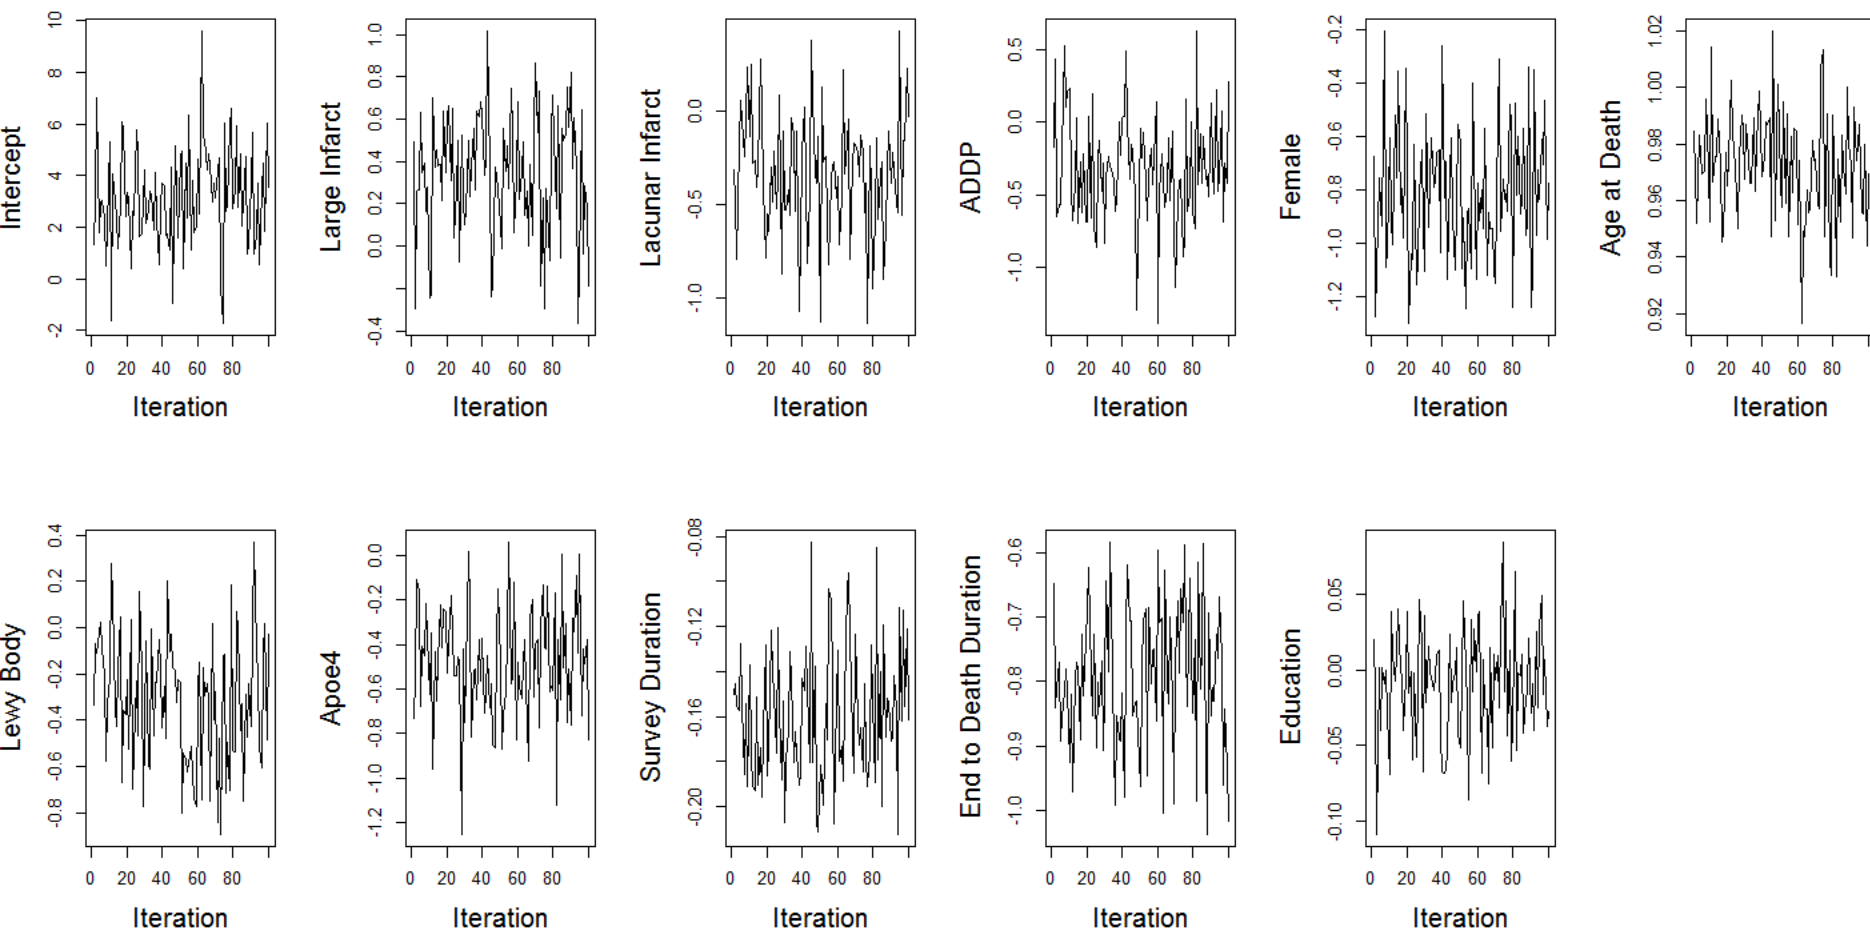 Intercept
10
8
6
4
2
0
-2
0 20 40 60 80
Iteration
Large Infarct
1.0
0.8
0.6
0.4
0.2
0.0
-0.4
0 20 40 60 80
Iteration
Lacunar Infarct
0.0
-0.5
-1.0
0 20 40 60 80
Iteration
ADDP
0.5
0.0
-0.5
-1.0
0 20 40 60 80
Iteration
Female
-0.2
-0.4
-0.6
-0.8
-1.0
-1.2
0 20 40 60 80
Iteration
Age at Death
1.02
1.00
0.98
0.96
0.94
0.92
0 20 40 60 80
Iteration
Lewy Body
0.4
0.2
0.0
-0.2
-0.4
-0.6
-0.8
0 20 40 60 80
Iteration
Apoe4
0.0
-0.2
-0.4
-0.6
-0.8
-1.0
-1.2
0 20 40 60 80
Iteration
Survey Duration
-0.08
-0.12
-0.16
-0.20
0 20 40 60 80
Iteration
End to Death Duration
-0.6
-0.7
-0.8
-0.9
-1.0
0 20 40 60 80
Iteration
Education
0.05
0.00
-0.05
-0.10
0 20 40 60 80
Iteration